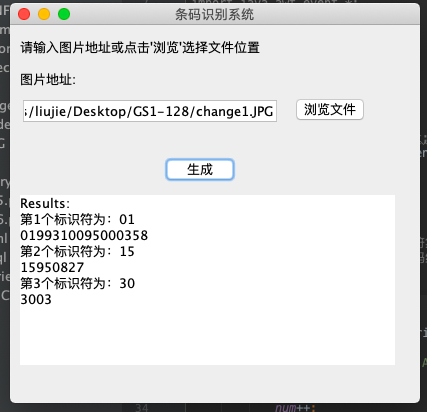 条码识别系统
请输入图片地址或点击'浏览'选择文件位置
图片地址:
/liujie/Desktop/GS1-128/change1.JPG
浏览文件
生成
Results:
第1个标识符为：01
0199310095000358
第2个标识符为：15
15950827
第3个标识符为：30
3003
34
num++;